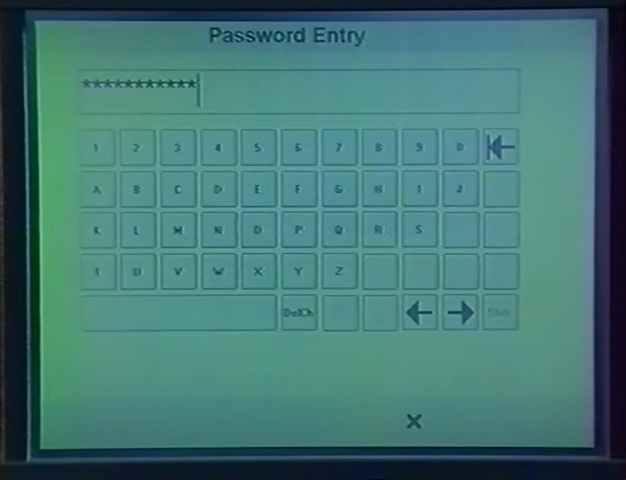 Password Entry
***********
1 2 3 4 5 6 7 8 9 0
A B C D E F G H I J
K L M N O P Q R S
T U V W X Y Z
DelCh Shift
X